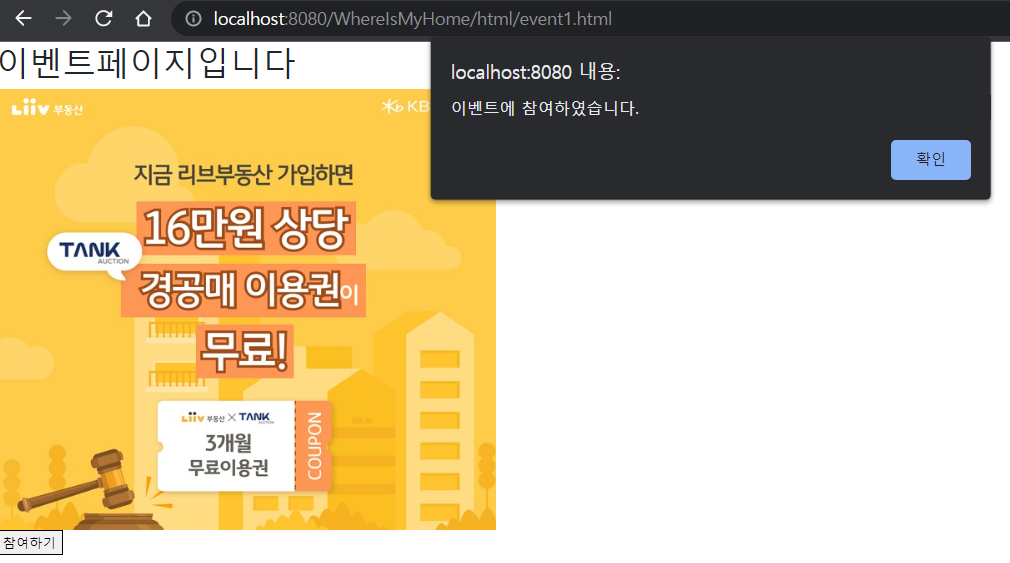 localhost:8080/WhereIsMyHome/html/event1.html
이벤트페이지입니다
localhost:8080 내용:
이벤트에 참여하였습니다.
확인
Liiv 부동산
KB
지금 리브부동산 가입하면
16만원 상당
TANK
AUCTION
경공매 이용권이
무료!
Liiv 부동산 × TANK
AUCTION
3개월
무료이용권
COUPON
참여하기